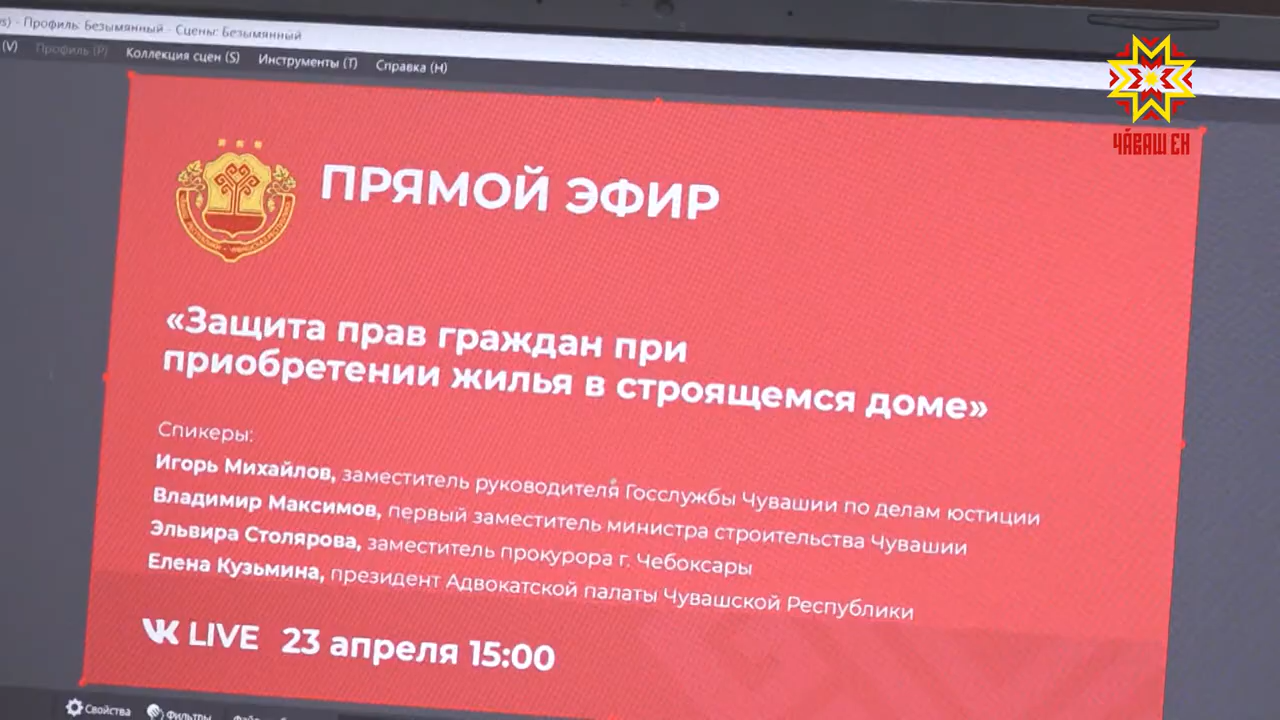 - Профиль: Безымянный - Сцены: Безымянный
(V) Профиль (P) Коллекция сцен (S) Инструменты (T) Справка (H)
ЧӐВАШ ЕН
ПРЯМОЙ ЭФИР
«Защита прав граждан при
приобретении жилья в строящемся доме»
Спикеры:
Игорь Михайлов, заместитель руководителя Госслужбы Чувашии по делам юстиции
Владимир Максимов, первый заместитель министра строительства Чувашии
Эльвира Столярова, заместитель прокурора г. Чебоксары
Елена Кузьмина, президент Адвокатской палаты Чувашской Республики
VK LIVE 23 апреля 15:00
Свойства Фильтры